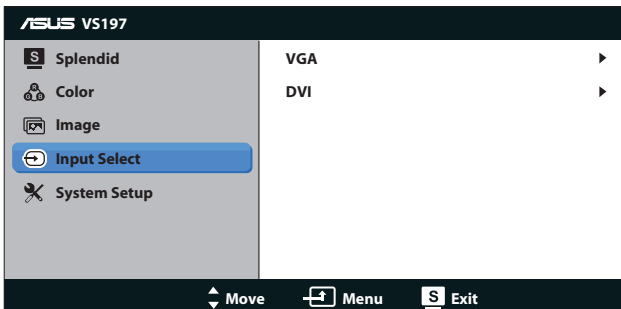 ASUS VS197
S Splendid
Color
Image
Input Select
System Setup
VGA
DVI
Move Menu S Exit